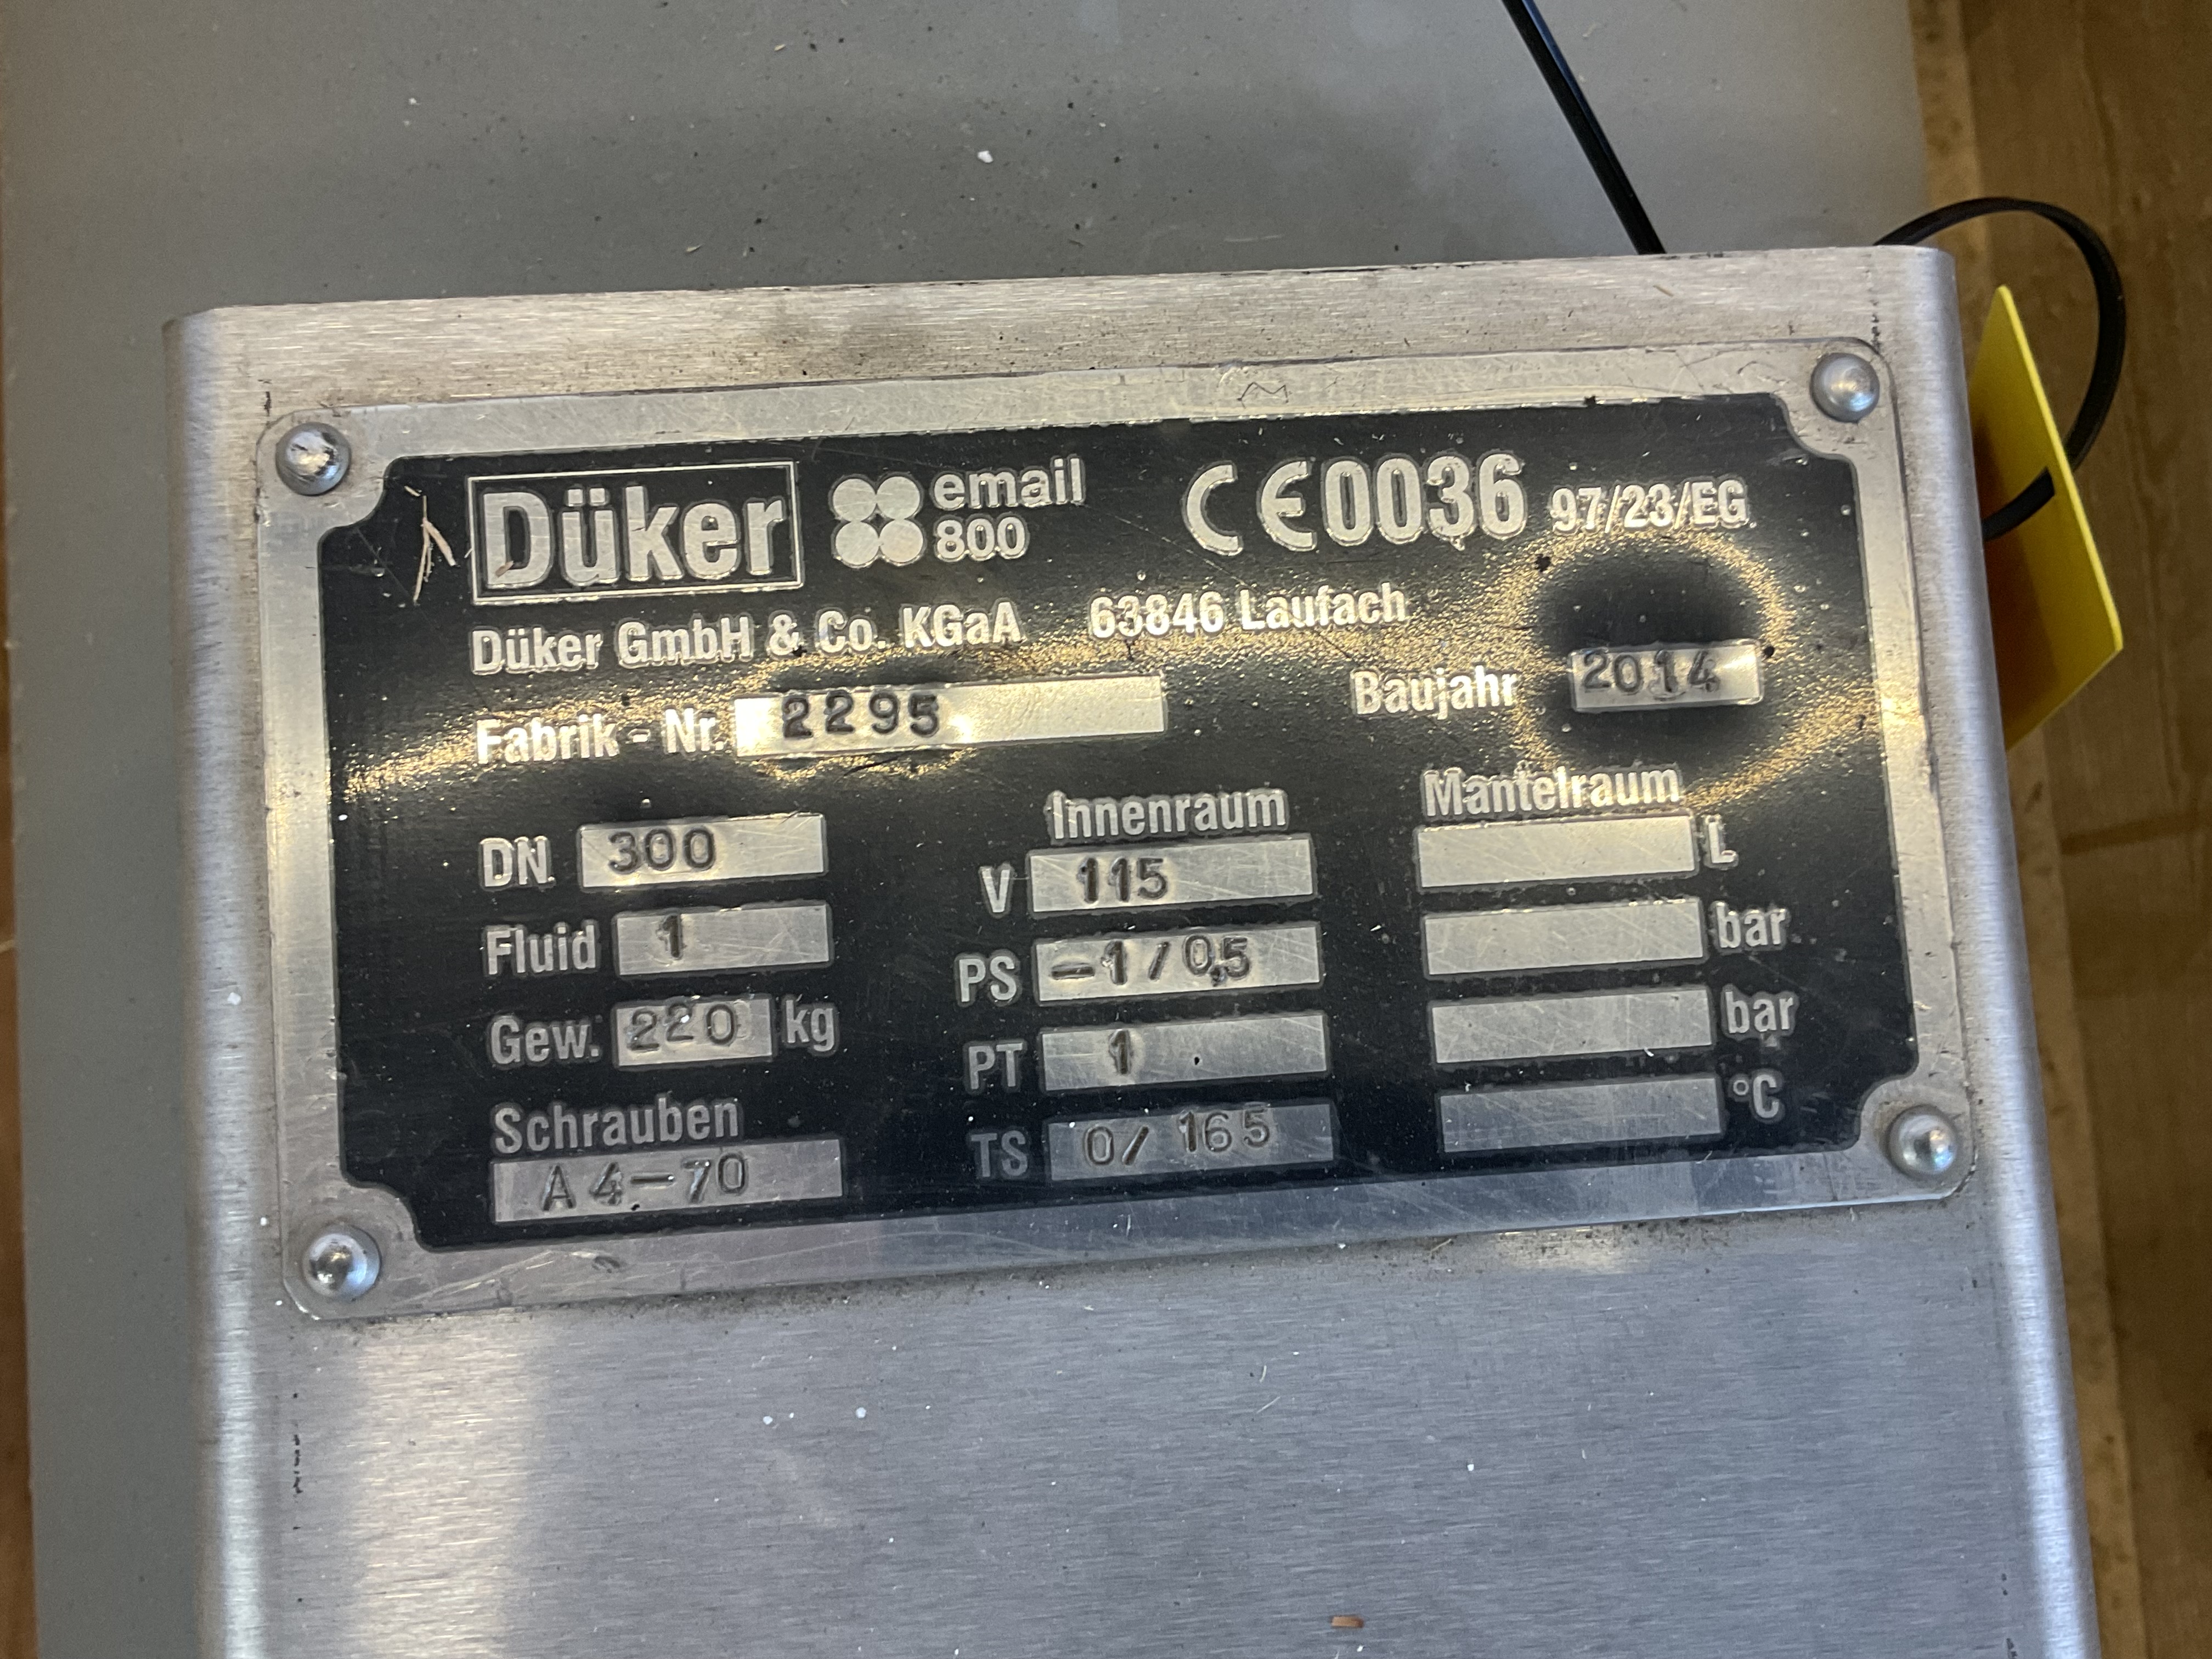 Düker email 800 CE 0036 97/23/EG
Düker GmbH & Co. KGaA 63846 Laufach
Fabrik - Nr. 2295 Baujahr 2014
Innenraum Mantelraum
DN 300 V 115 L
Fluid 1 PS -1/0,5 bar
Gew. 220 kg PT 1 bar
Schrauben TS 0/165 °C
A4-70